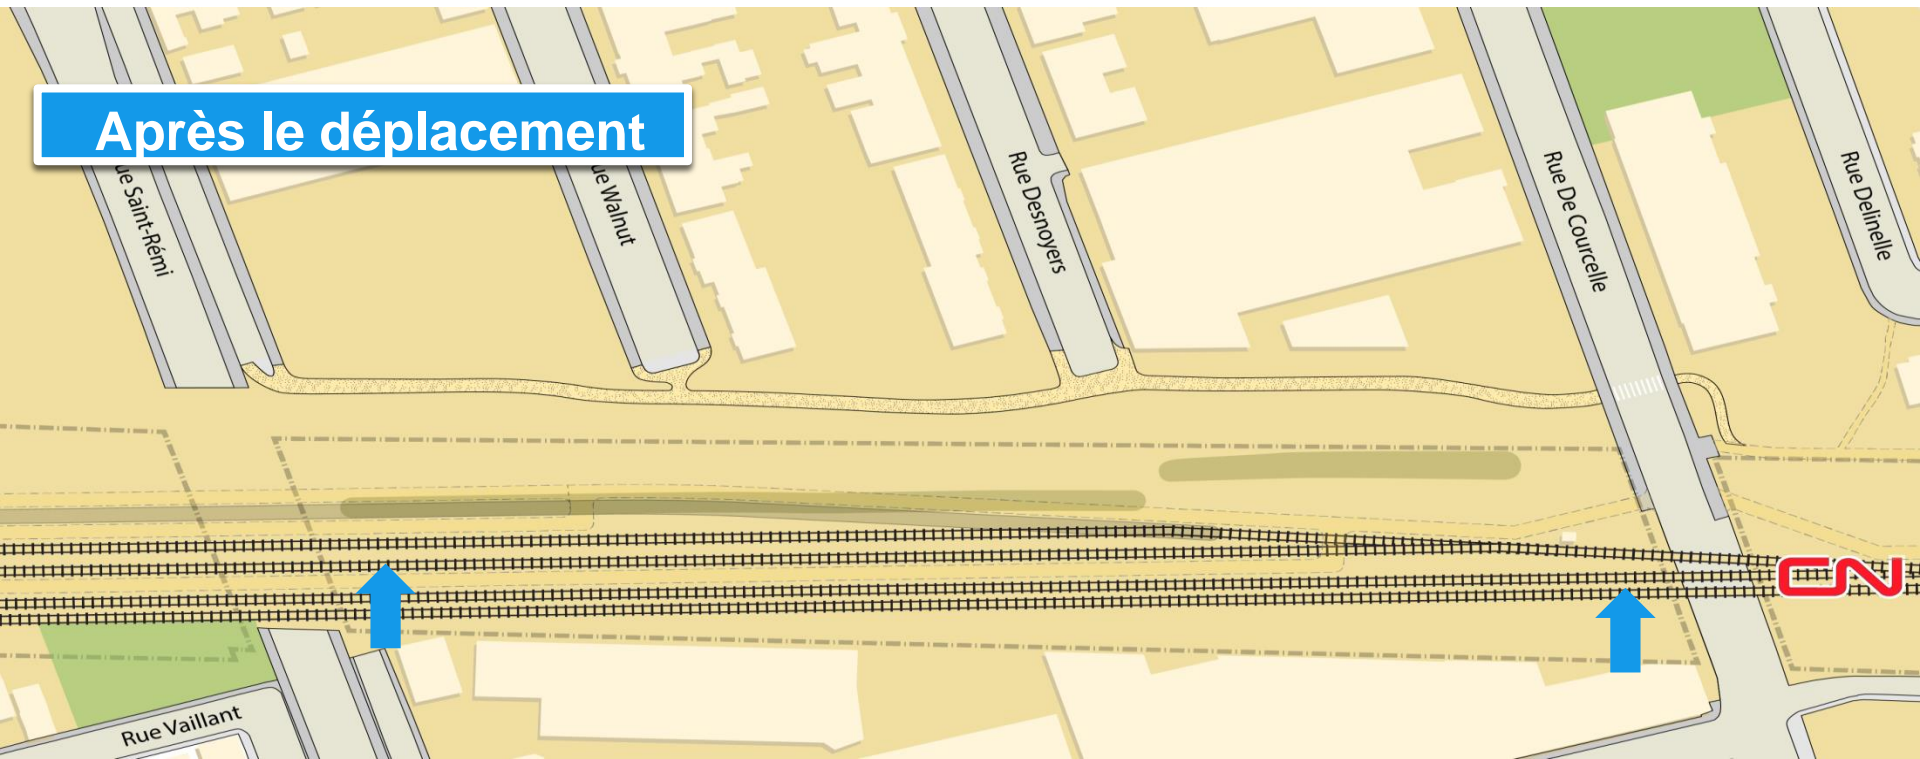 Après le déplacement
ue Saint-Rémi
ue Walnut
Rue Desnoyers
Rue De Courcelle
Rue Delinelle
CN
Rue Vaillant